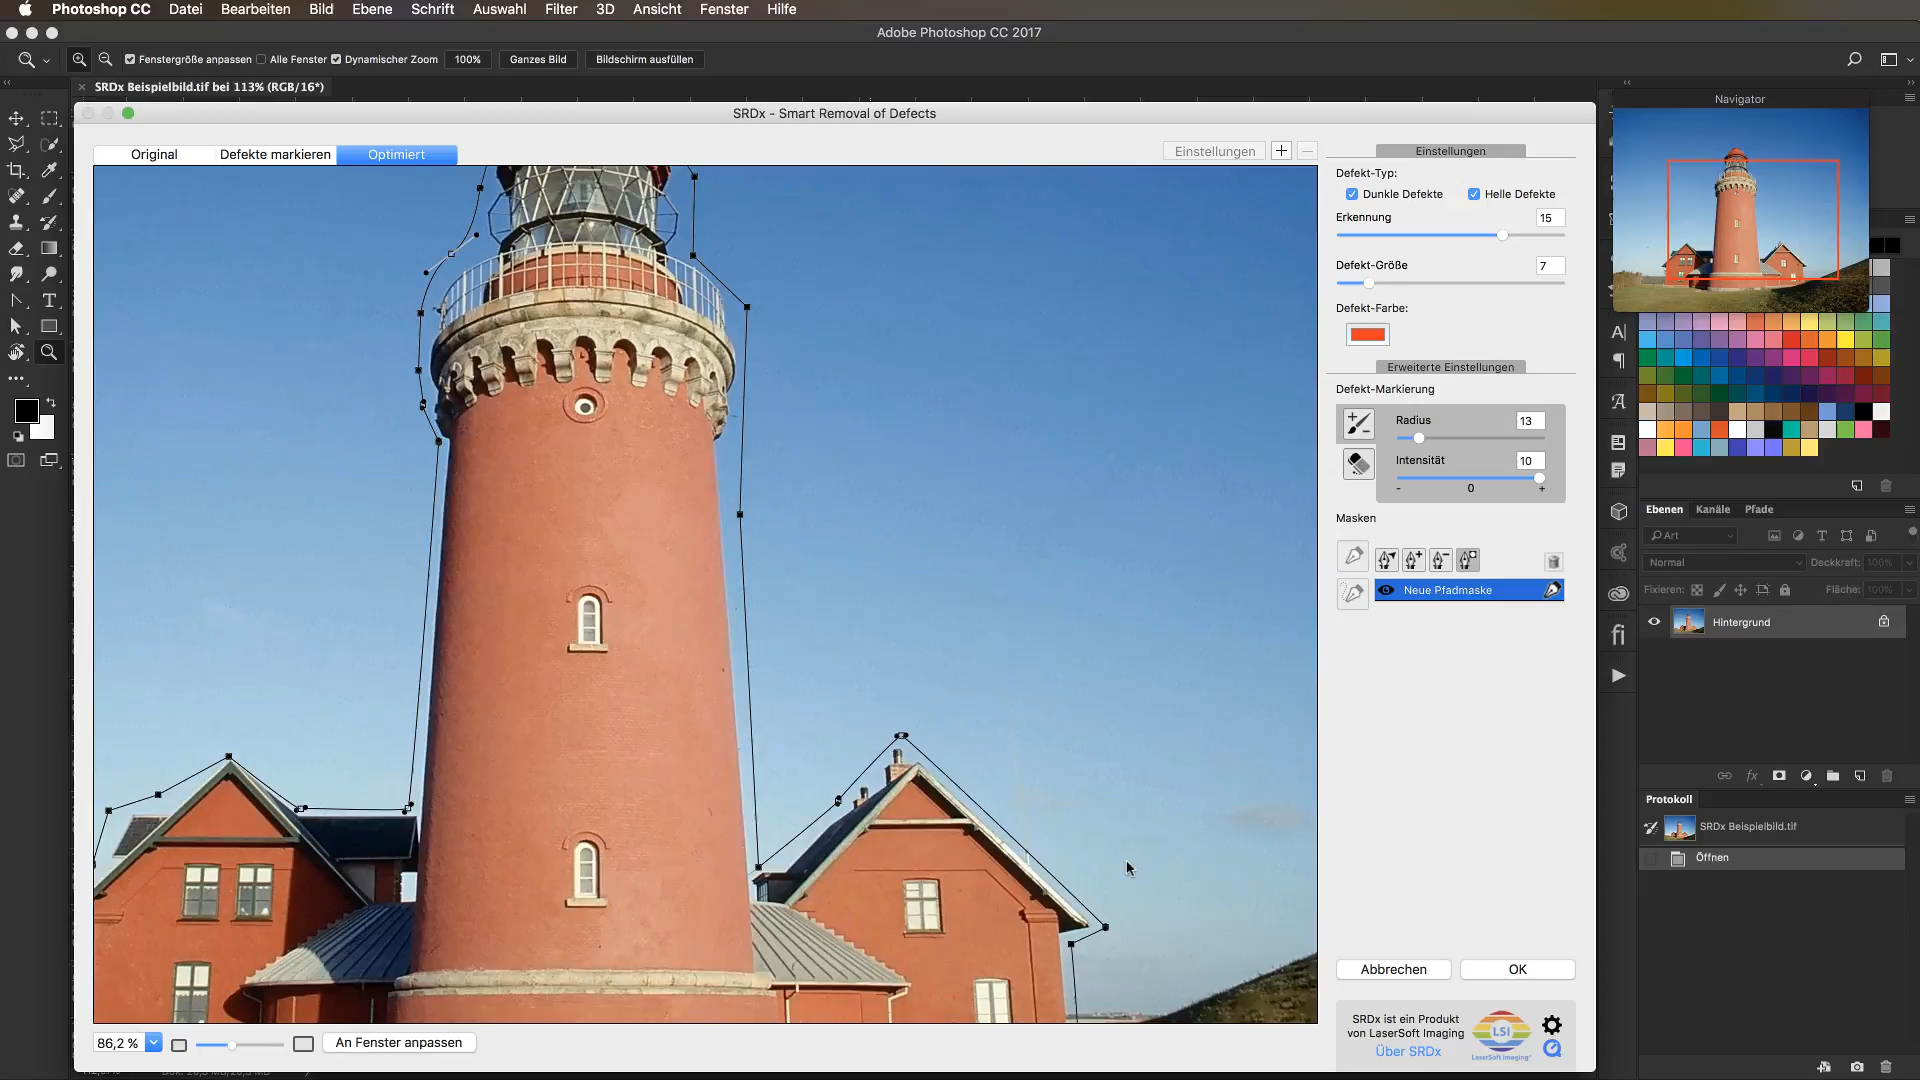 Photoshop CC Datei Bearbeiten Bild Ebene Schrift Auswahl Filter 3D Ansicht Fenster Hilfe
Adobe Photoshop CC 2017
Fenstergröße anpassen Alle Fenster Dynamischer Zoom 100% Ganzes Bild Bildschirm ausfüllen
SRDx Beispielbild.tif bei 113% (RGB/16*)
Navigator
SRDx - Smart Removal of Defects
Original Defekte markieren Optimiert
Einstellungen
Einstellungen
Defekt-Typ:
Dunkle Defekte Helle Defekte
Erkennung 15
Defekt-Größe 7
Defekt-Farbe:
Erweiterte Einstellungen
Defekt-Markierung
Radius 13
Intensität 10
- 0 +
Masken
Neue Pfadmaske
Abbrechen OK
SRDx ist ein Produkt
von LaserSoft Imaging
Über SRDx
LSI
LaserSoft Imaging
86,2 % An Fenster anpassen
Ebenen Kanäle Pfade
Art
Normal Deckkraft: 100%
Fixieren: Fläche: 100%
Hintergrund
Protokoll
SRDx Beispielbild.tif
Öffnen